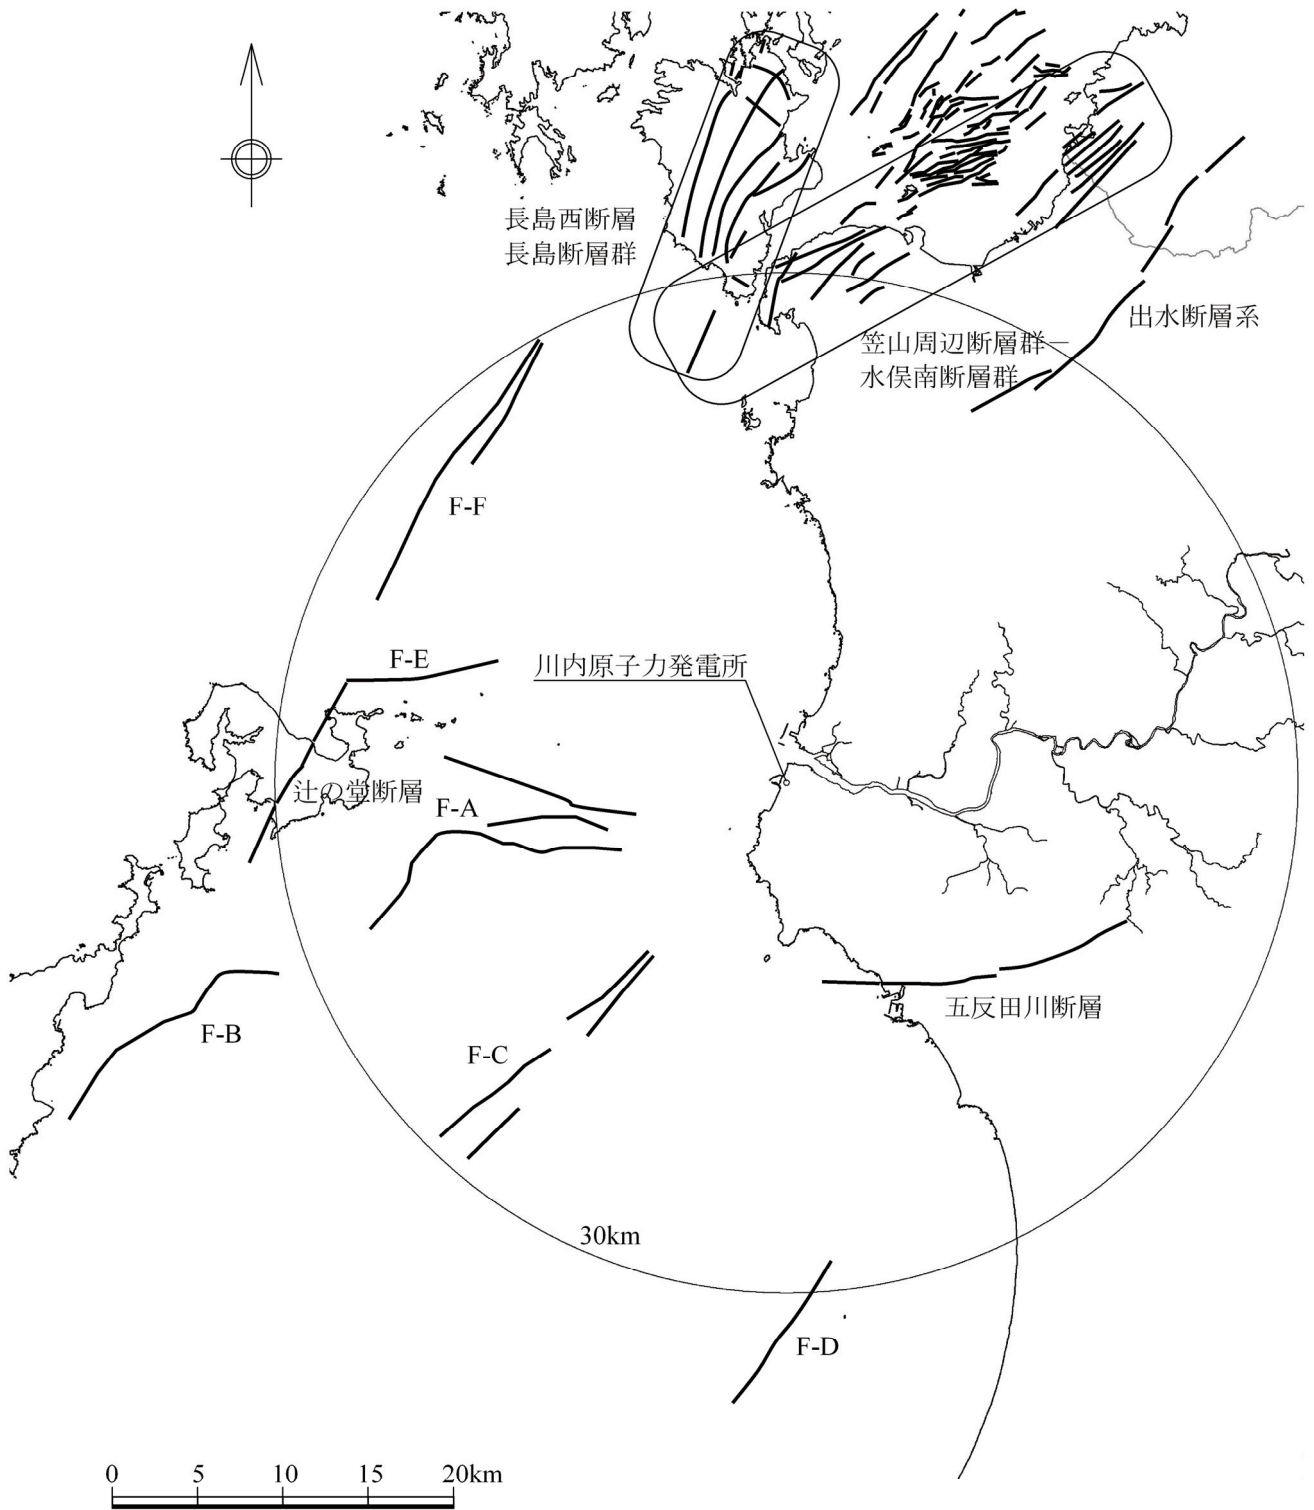 長島西断層
長島断層群
出水断層系
笠山周辺断層群－
水俣南断層群
F-F
F-E
川内原子力発電所
辻の堂断層
F-A
F-B
F-C
五反田川断層
30km
F-D
0 5 10 15 20km